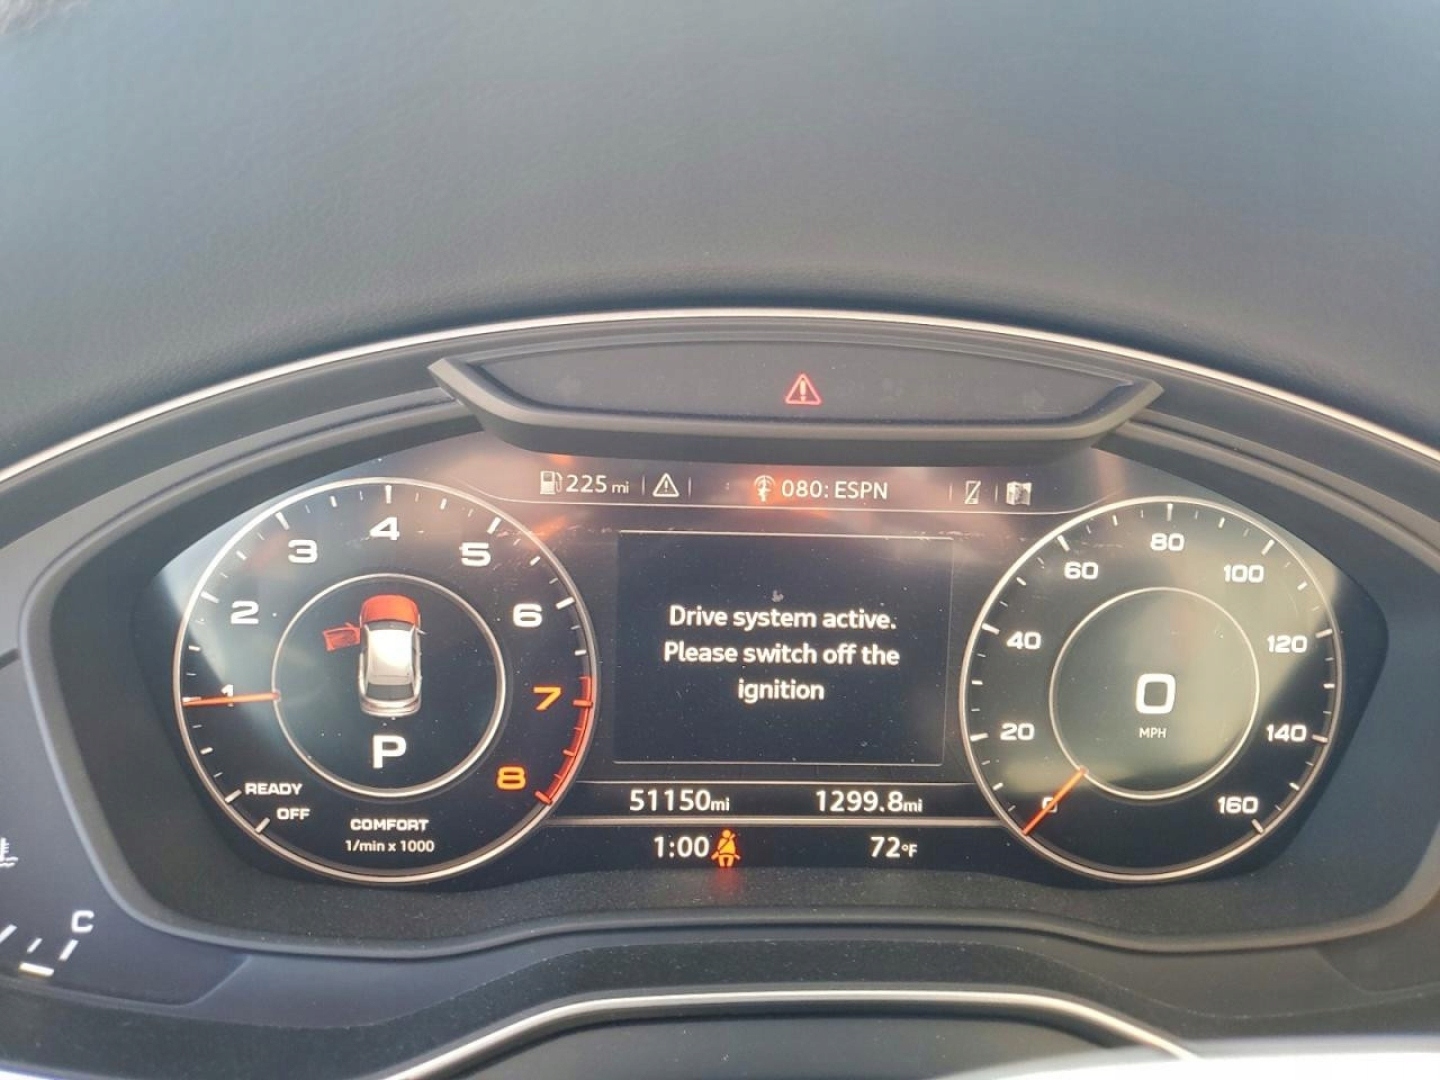 225 mi
080: ESPN
1
2
3
4
5
6
7
8
READY
OFF
P
COMFORT
1/min x 1000
Drive system active.
Please switch off the
ignition
51150mi
1299.8mi
1:00
72°F
0
20
40
60
80
100
120
140
160
0
MPH
C